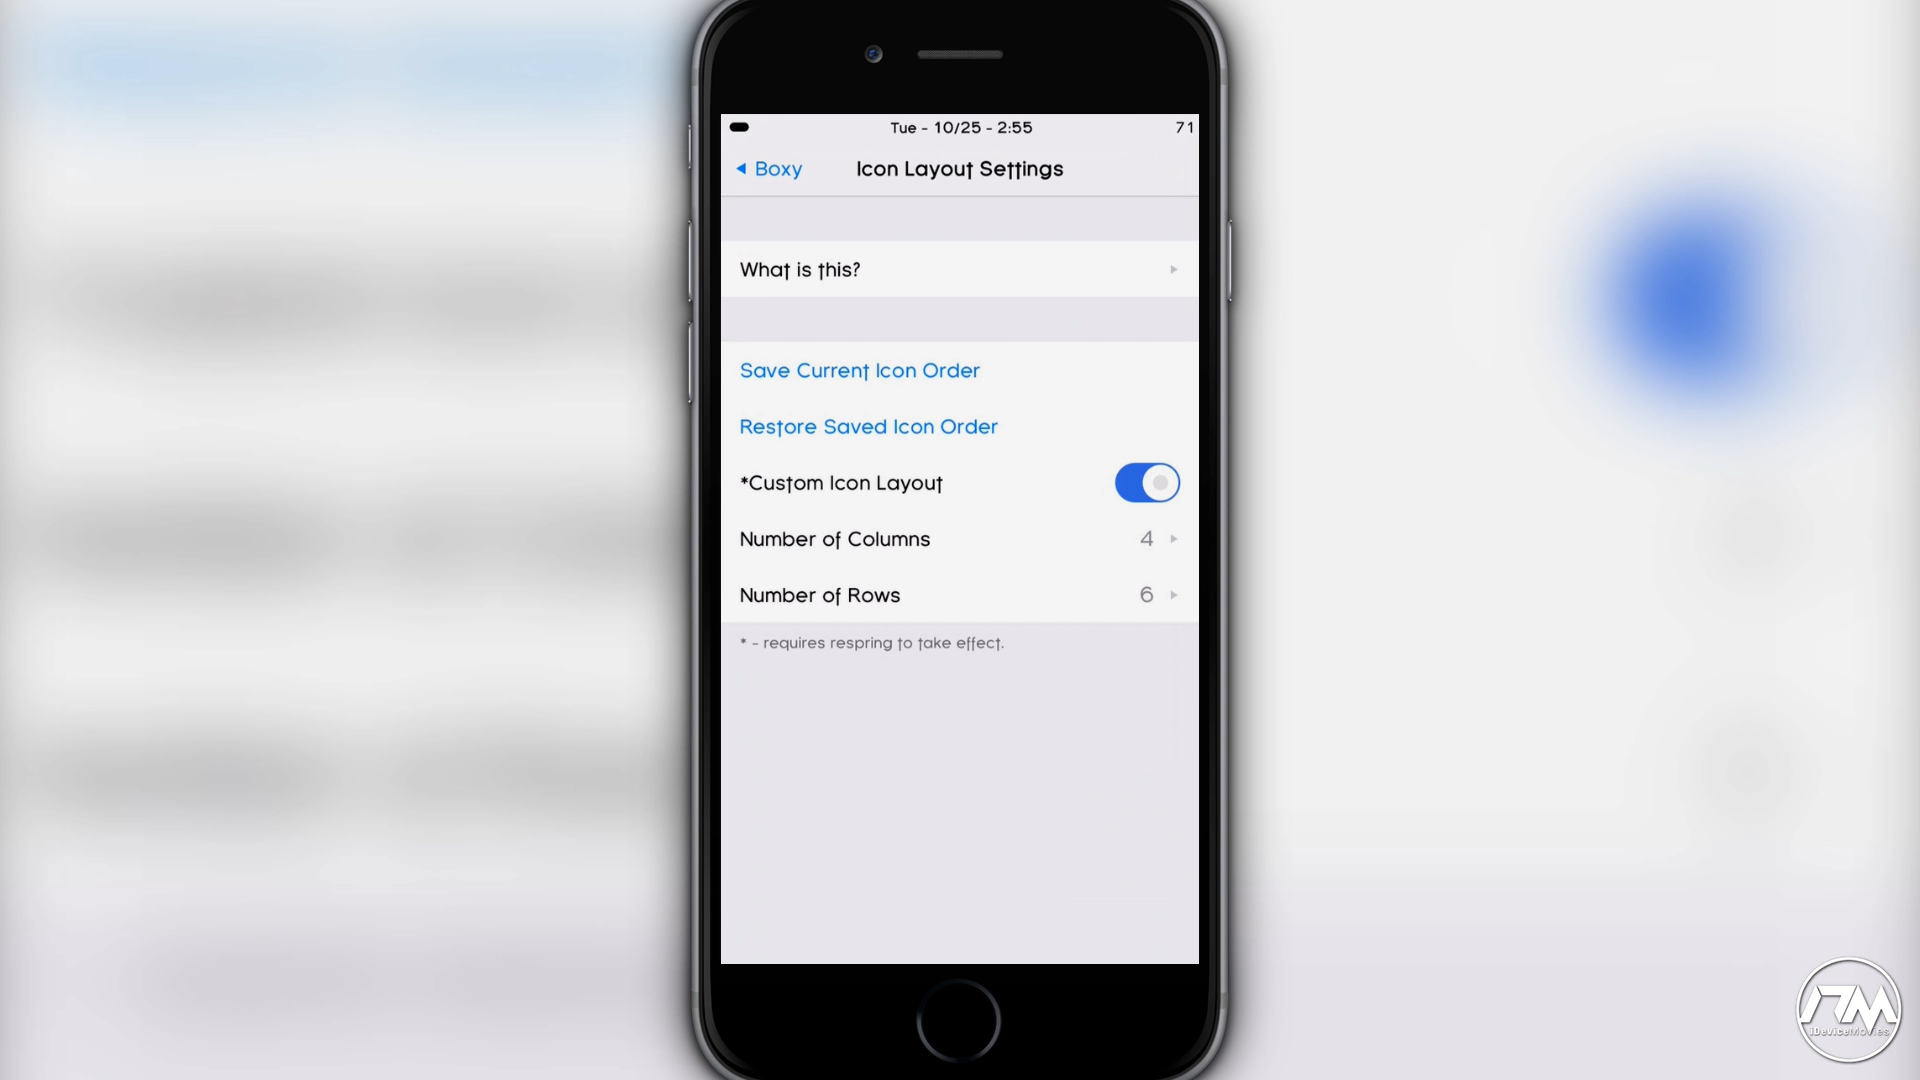 Tue - 10/25 - 2:55
71
Boxy
Icon Layout Settings
What is this?
Save Current Icon Order
Restore Saved Icon Order
*Custom Icon Layout
Number of Columns 4
Number of Rows 6
* - requires respring to take effect.
iDeviceMovies